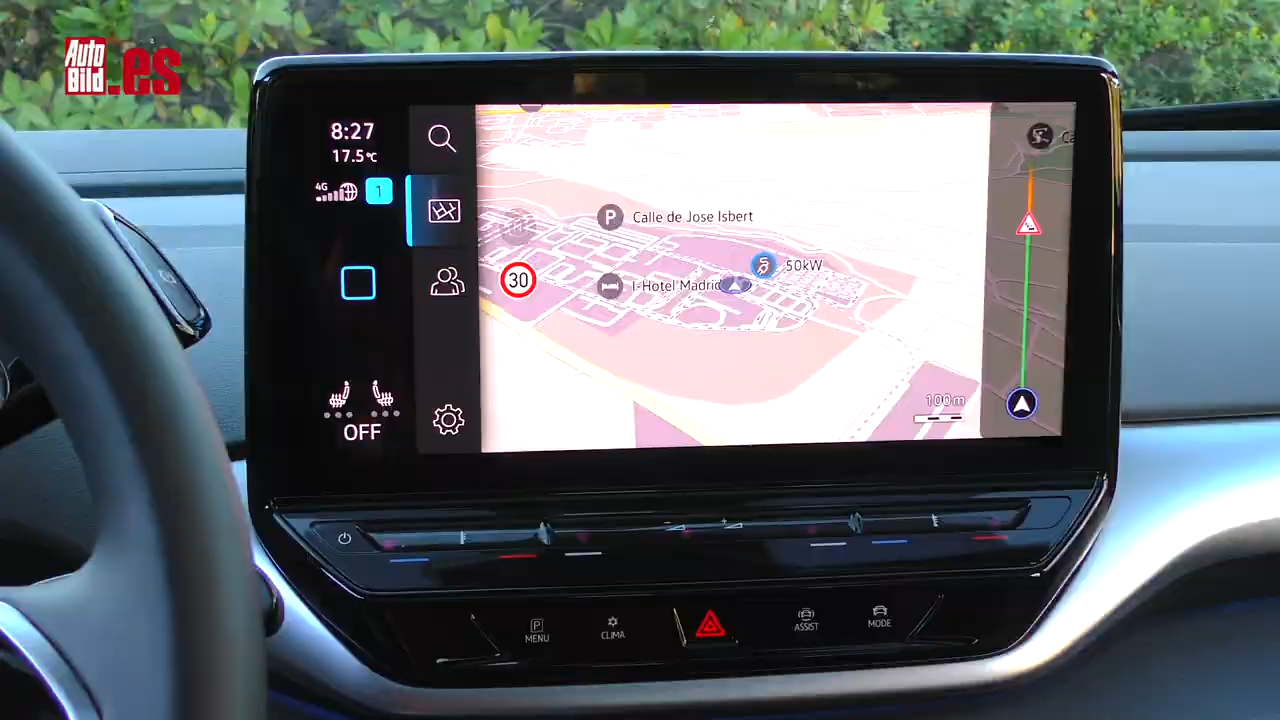 Auto
Bild
.es
8:27
17.5°C
4G
1
OFF
P
Calle de Jose Isbert
50kW
30
I-Hotel Madrid
100m
P
MENU
CLIMA
ASSIST
MODE